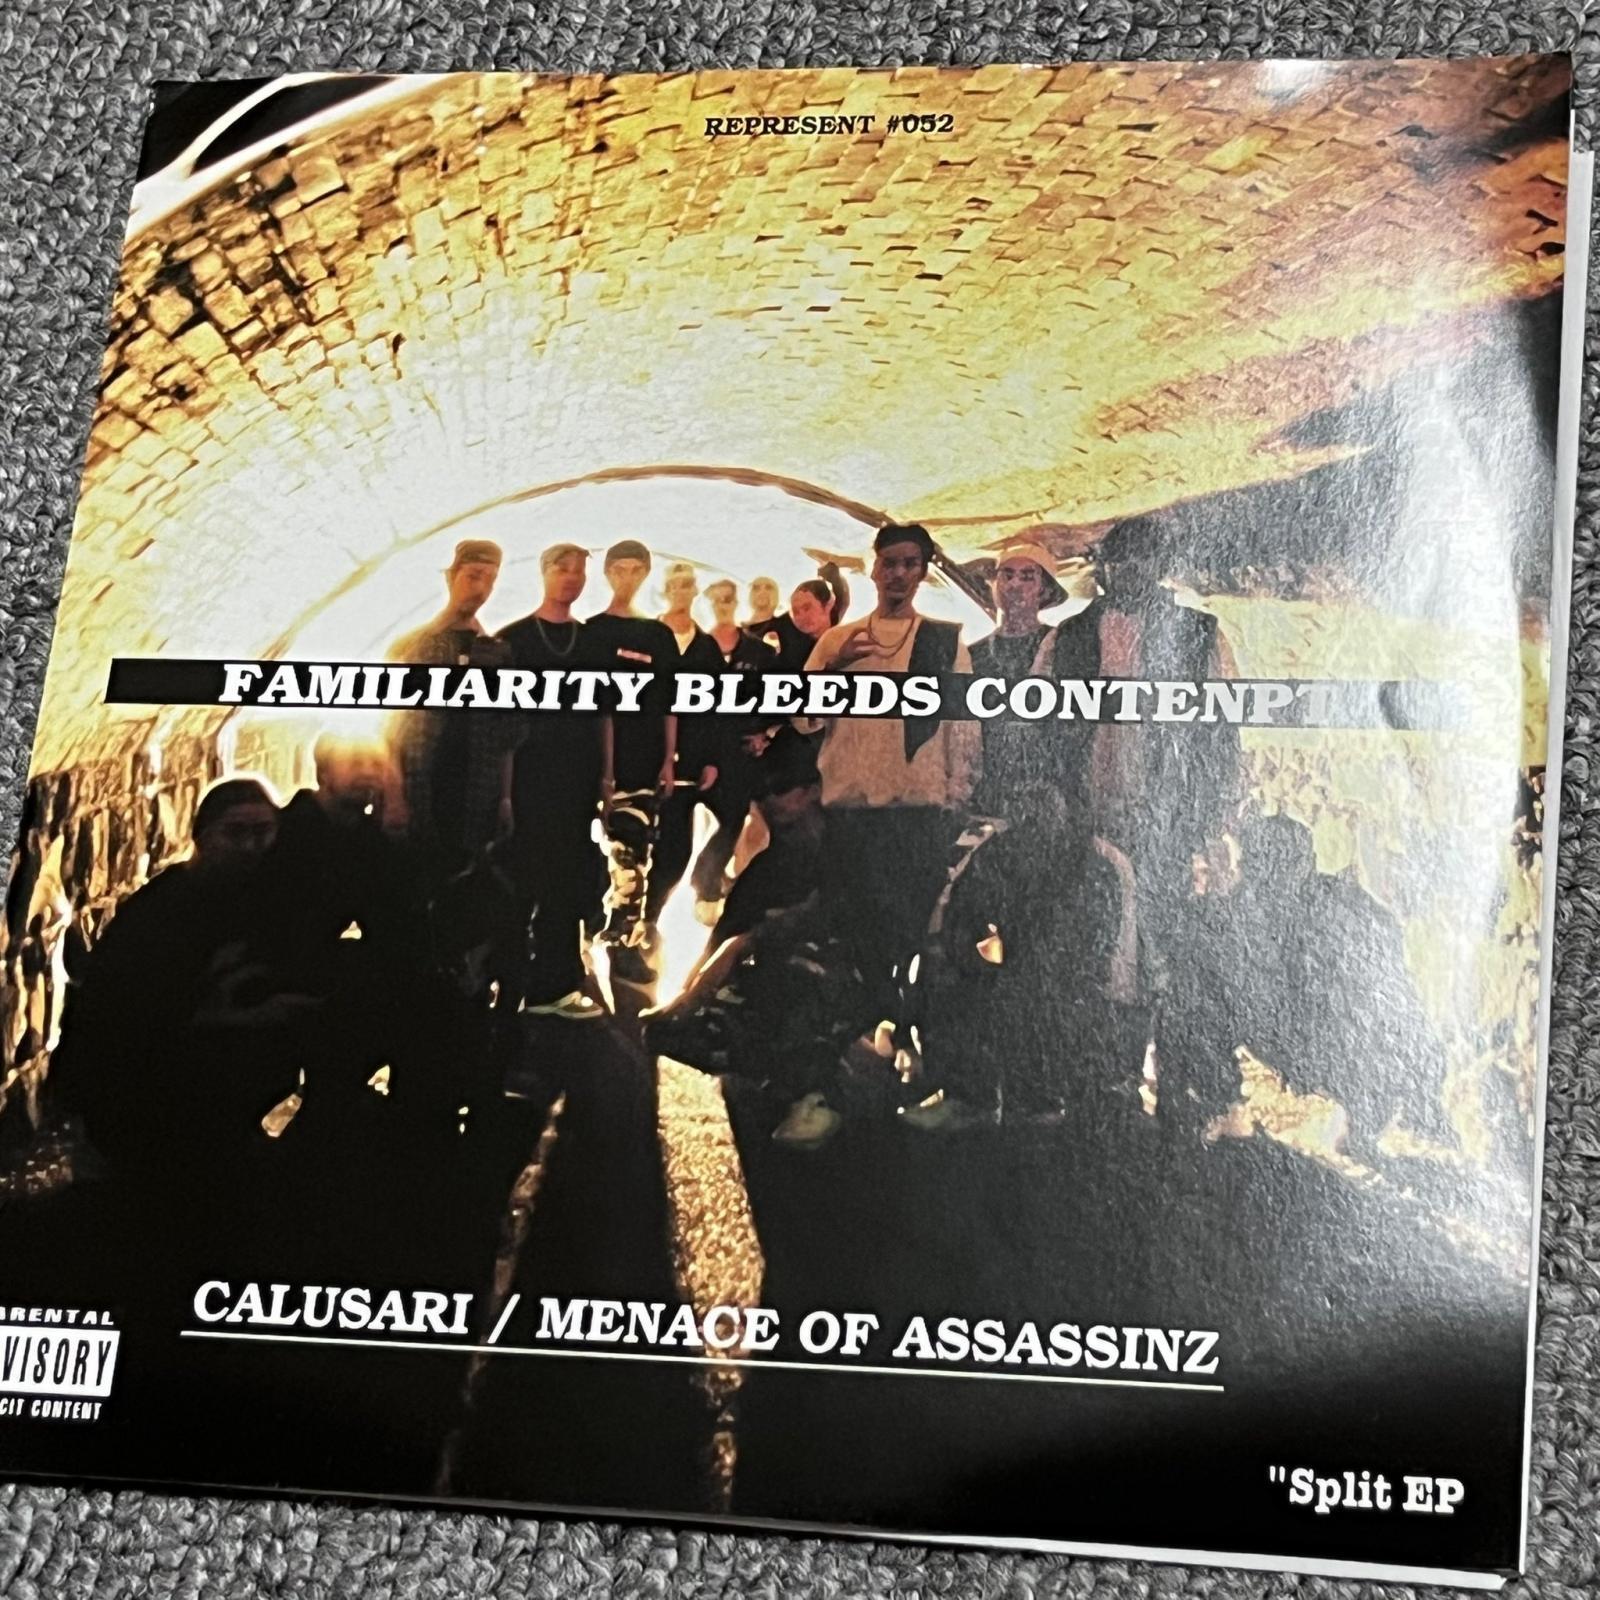 REPRESENT #052
FAMILIARITY BLEEDS CONTENPT
CALUSARI / MENACE OF ASSASSINZ
ARENTAL
VISORY
CIT CONTENT
"Split EP